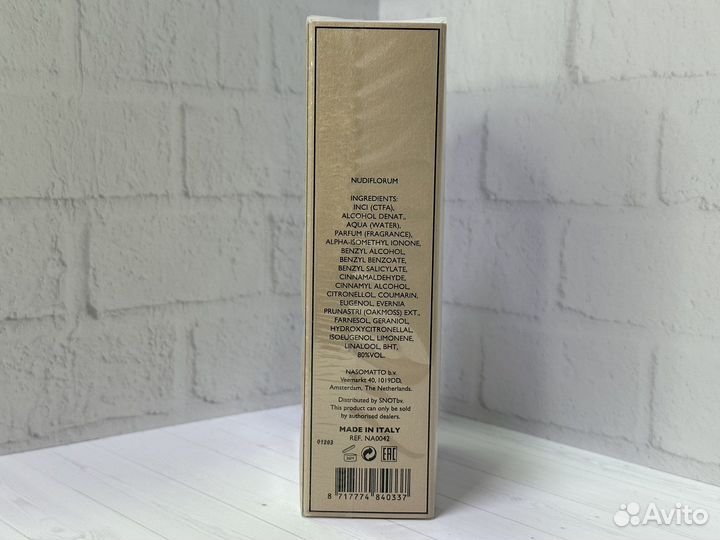 NUDIFLORUM
INGREDIENTS:
INCI (CTFA),
ALCOHOL DENAT.,
AQUA (WATER),
PARFUM (FRAGRANCE),
ALPHA-ISOMETHYL IONONE,
BENZYL ALCOHOL,
BENZYL BENZOATE,
BENZYL SALICYLATE,
CINNAMALDEHYDE,
CINNAMYL ALCOHOL,
CITRONELLOL, COUMARIN,
EUGENOL, EVERNIA
PRUNASTRI (OAKMOSS) EXT.,
FARNESOL, GERANIOL,
HYDROXYCITRONELLAL,
ISOEUGENOL, LIMONENE,
LINALOOL, BHT,
80%VOL.
NASOMATTO b.v.
Veemarkt 40, 1019DD,
Amsterdam, The Netherlands.
Distributed by SNOTbv.
This product can only be sold
by authorised dealers.
MADE IN ITALY
01203 REF. NA0042
EAC
8 717774 840337
Avito